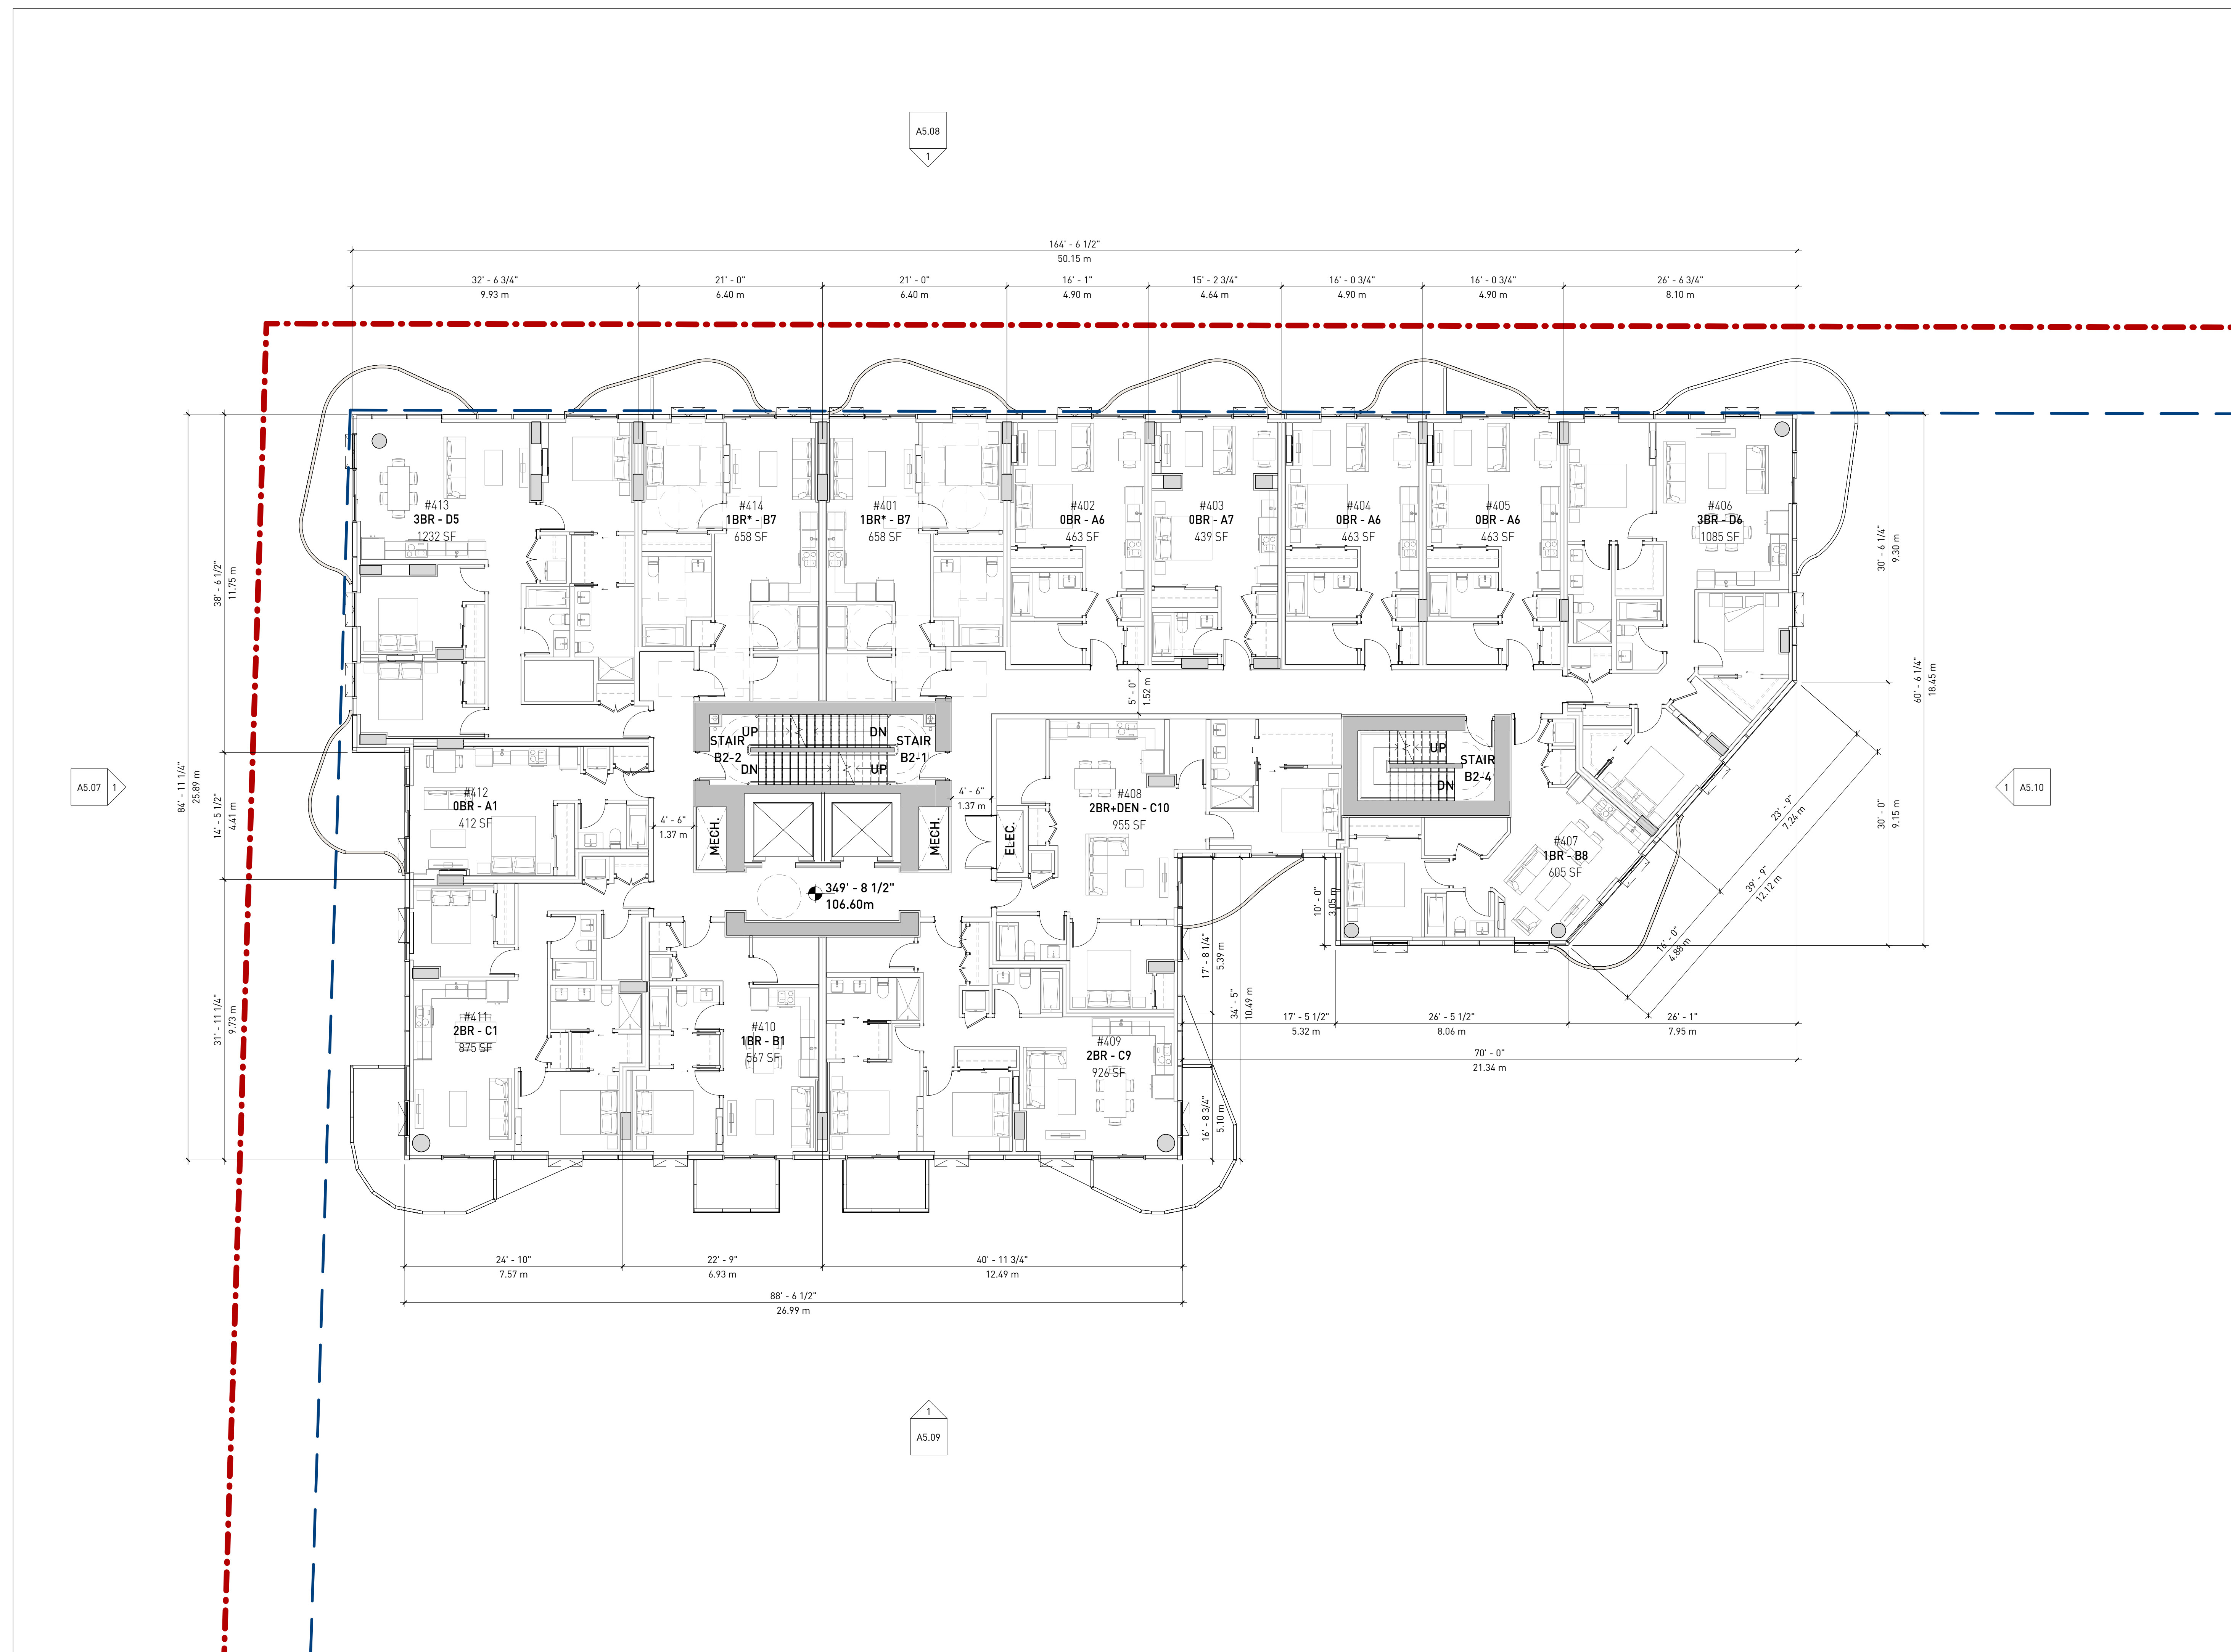 A5.08
1
164' - 6 1/2"
50.15 m
32' - 6 3/4"
9.93 m
21' - 0"
6.40 m
21' - 0"
6.40 m
16' - 1"
4.90 m
15' - 2 3/4"
4.64 m
16' - 0 3/4"
4.90 m
16' - 0 3/4"
4.90 m
26' - 6 3/4"
8.10 m
#413
3BR - D5
1232 SF
#414
1BR* - B7
658 SF
#401
1BR* - B7
658 SF
#402
0BR - A6
463 SF
#403
0BR - A7
439 SF
#404
0BR - A6
463 SF
#405
0BR - A6
463 SF
#406
3BR - D6
1085 SF
84' - 11 1/4"
25.89 m
38' - 6 1/2"
11.75 m
14' - 5 1/2"
4.41 m
31' - 11 1/4"
9.73 m
30' - 6 1/4"
9.30 m
60' - 6 1/4"
18.45 m
30' - 0"
9.15 m
5' - 0"
1.52 m
UP
DN
STAIR
B2-2
STAIR
B2-1
DN
UP
UP
STAIR
B2-4
DN
A5.07
1
1
A5.10
#412
0BR - A1
412 SF
4' - 6"
1.37 m
4' - 6"
1.37 m
MECH.
MECH.
ELEC.
#408
2BR+DEN - C10
955 SF
#407
1BR - B8
605 SF
23' - 9"
7.24 m
39' - 9"
12.12 m
16' - 0"
4.88 m
349' - 8 1/2"
106.60m
10' - 0"
3.05 m
17' - 8 1/4"
5.39 m
34' - 5"
10.49 m
16' - 8 3/4"
5.10 m
#411
2BR - C1
875 SF
#410
1BR - B1
567 SF
#409
2BR - C9
926 SF
17' - 5 1/2"
5.32 m
26' - 5 1/2"
8.06 m
26' - 1"
7.95 m
70' - 0"
21.34 m
24' - 10"
7.57 m
22' - 9"
6.93 m
40' - 11 3/4"
12.49 m
88' - 6 1/2"
26.99 m
1
A5.09